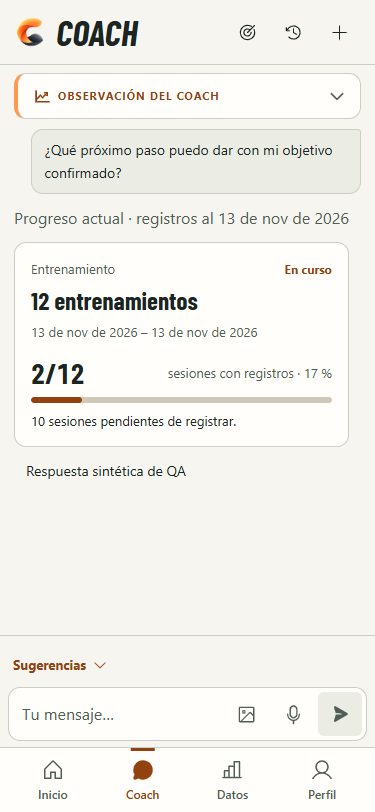 COACH
OBSERVACIÓN DEL COACH
¿Qué próximo paso puedo dar con mi objetivo
confirmado?
Progreso actual · registros al 13 de nov de 2026
Entrenamiento
En curso
12 entrenamientos
13 de nov de 2026 – 13 de nov de 2026
2/12
sesiones con registros · 17 %
10 sesiones pendientes de registrar.
Respuesta sintética de QA
Sugerencias
Tu mensaje...
Inicio
Coach
Datos
Perfil